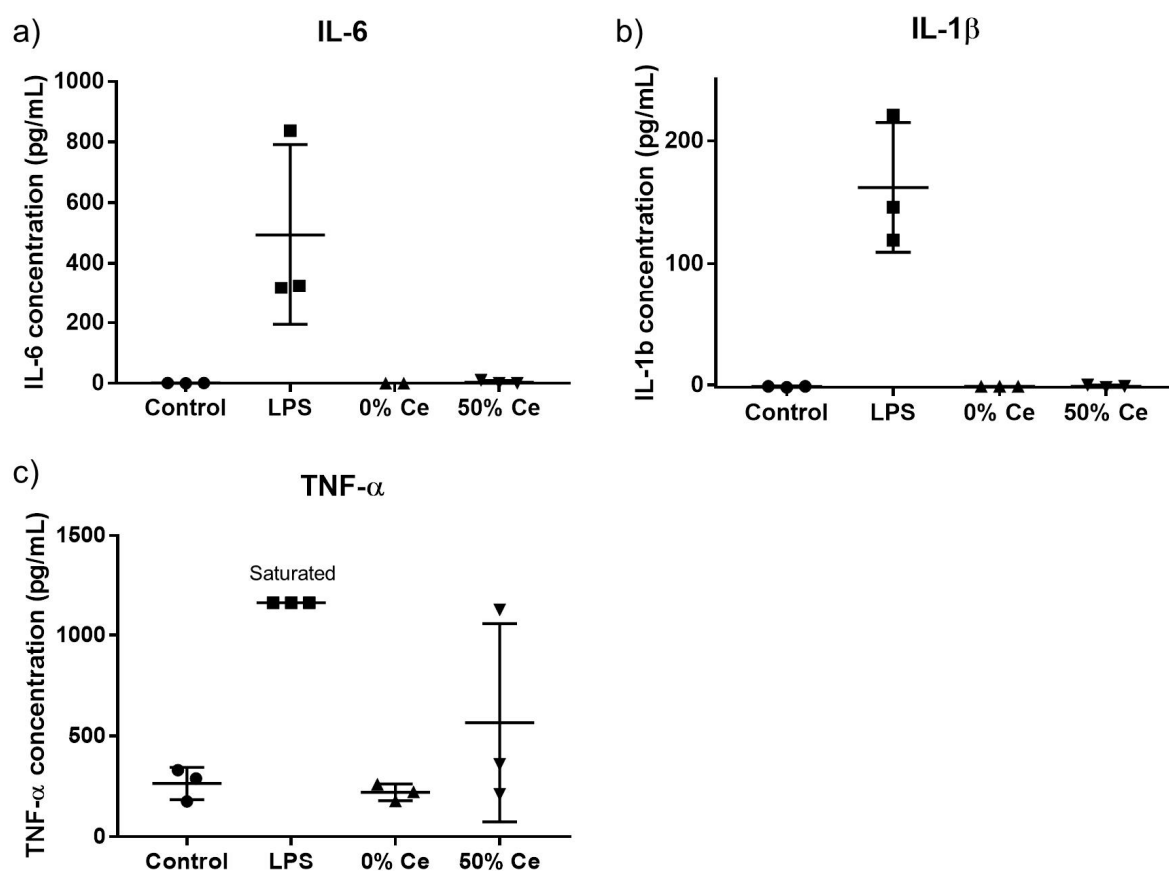 a)
IL-6
IL-6 concentration (pg/mL)
1000
800
600
400
200
0
Control LPS 0% Ce 50% Ce
b)
IL-1β
IL-1b concentration (pg/mL)
200
100
0
Control LPS 0% Ce 50% Ce
c)
TNF-α
TNF-α concentration (pg/mL)
1500
1000
500
0
Saturated
Control LPS 0% Ce 50% Ce